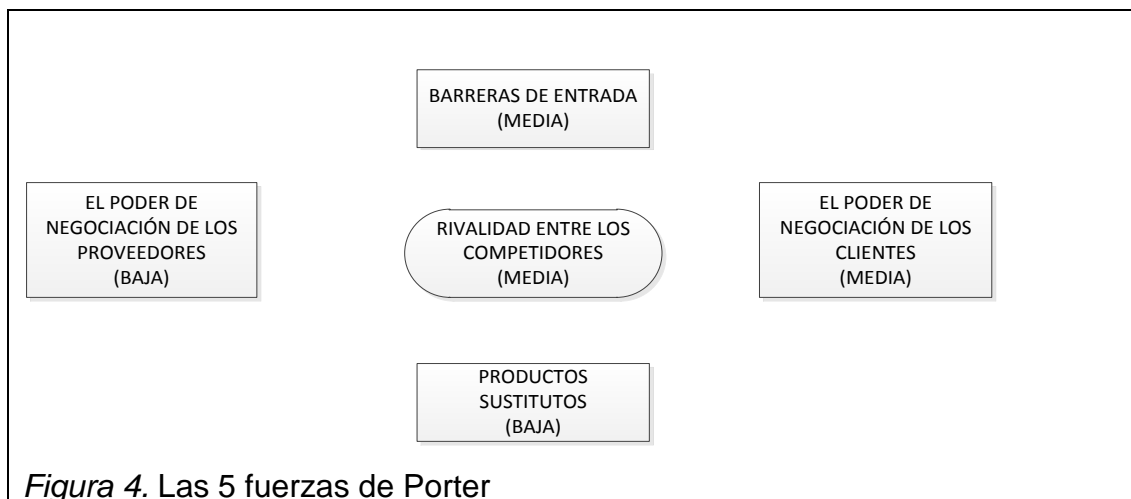 BARRERAS DE ENTRADA
(MEDIA)
EL PODER DE
NEGOCIACIÓN DE LOS
PROVEEDORES
(BAJA)
RIVALIDAD ENTRE LOS
COMPETIDORES
(MEDIA)
EL PODER DE
NEGOCIACIÓN DE LOS
CLIENTES
(MEDIA)
PRODUCTOS
SUSTITUTOS
(BAJA)
Figura 4. Las 5 fuerzas de Porter